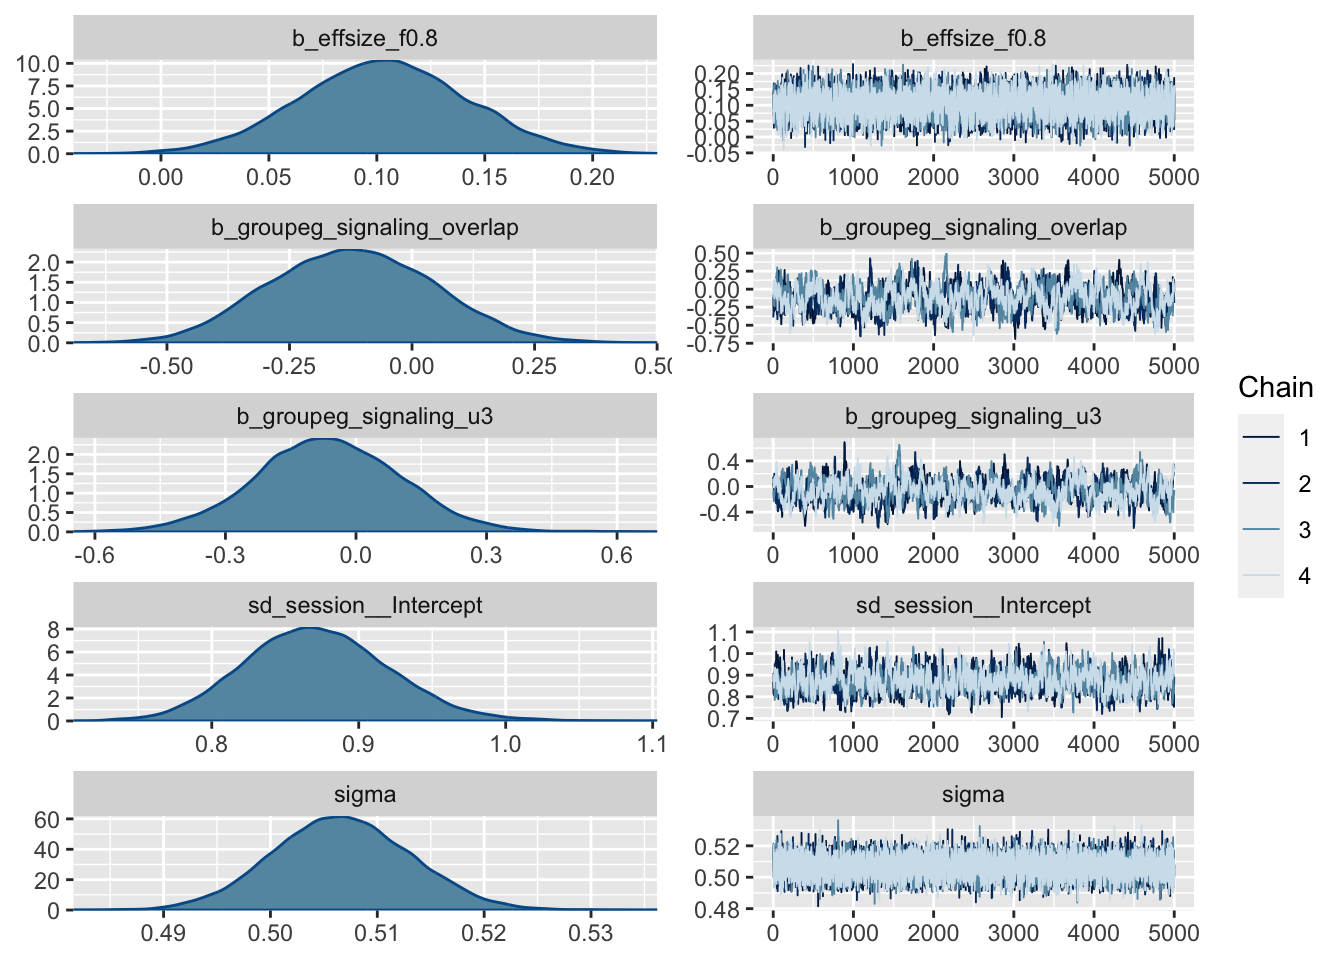 b_effsize_f0.8
10.0
7.5
5.0
2.5
0.0
0.00 0.05 0.10 0.15 0.20
b_effsize_f0.8
0.20
0.15
0.10
0.05
0.00
-0.05
0 1000 2000 3000 4000 5000
b_groupeg_signaling_overlap
2.0
1.5
1.0
0.5
0.0
-0.50 -0.25 0.00 0.25 0.50
b_groupeg_signaling_overlap
0.50
0.25
0.00
-0.25
-0.50
-0.75
0 1000 2000 3000 4000 5000
b_groupeg_signaling_u3
2.0
1.5
1.0
0.5
0.0
-0.6 -0.3 0.0 0.3 0.6
b_groupeg_signaling_u3
0.4
0.0
-0.4
0 1000 2000 3000 4000 5000
sd_session__Intercept
8
6
4
2
0
0.8 0.9 1.0 1.1
sd_session__Intercept
1.1
1.0
0.9
0.8
0.7
0 1000 2000 3000 4000 5000
sigma
60
40
20
0
0.49 0.50 0.51 0.52 0.53
sigma
0.52
0.50
0.48
0 1000 2000 3000 4000 5000
Chain
1
2
3
4